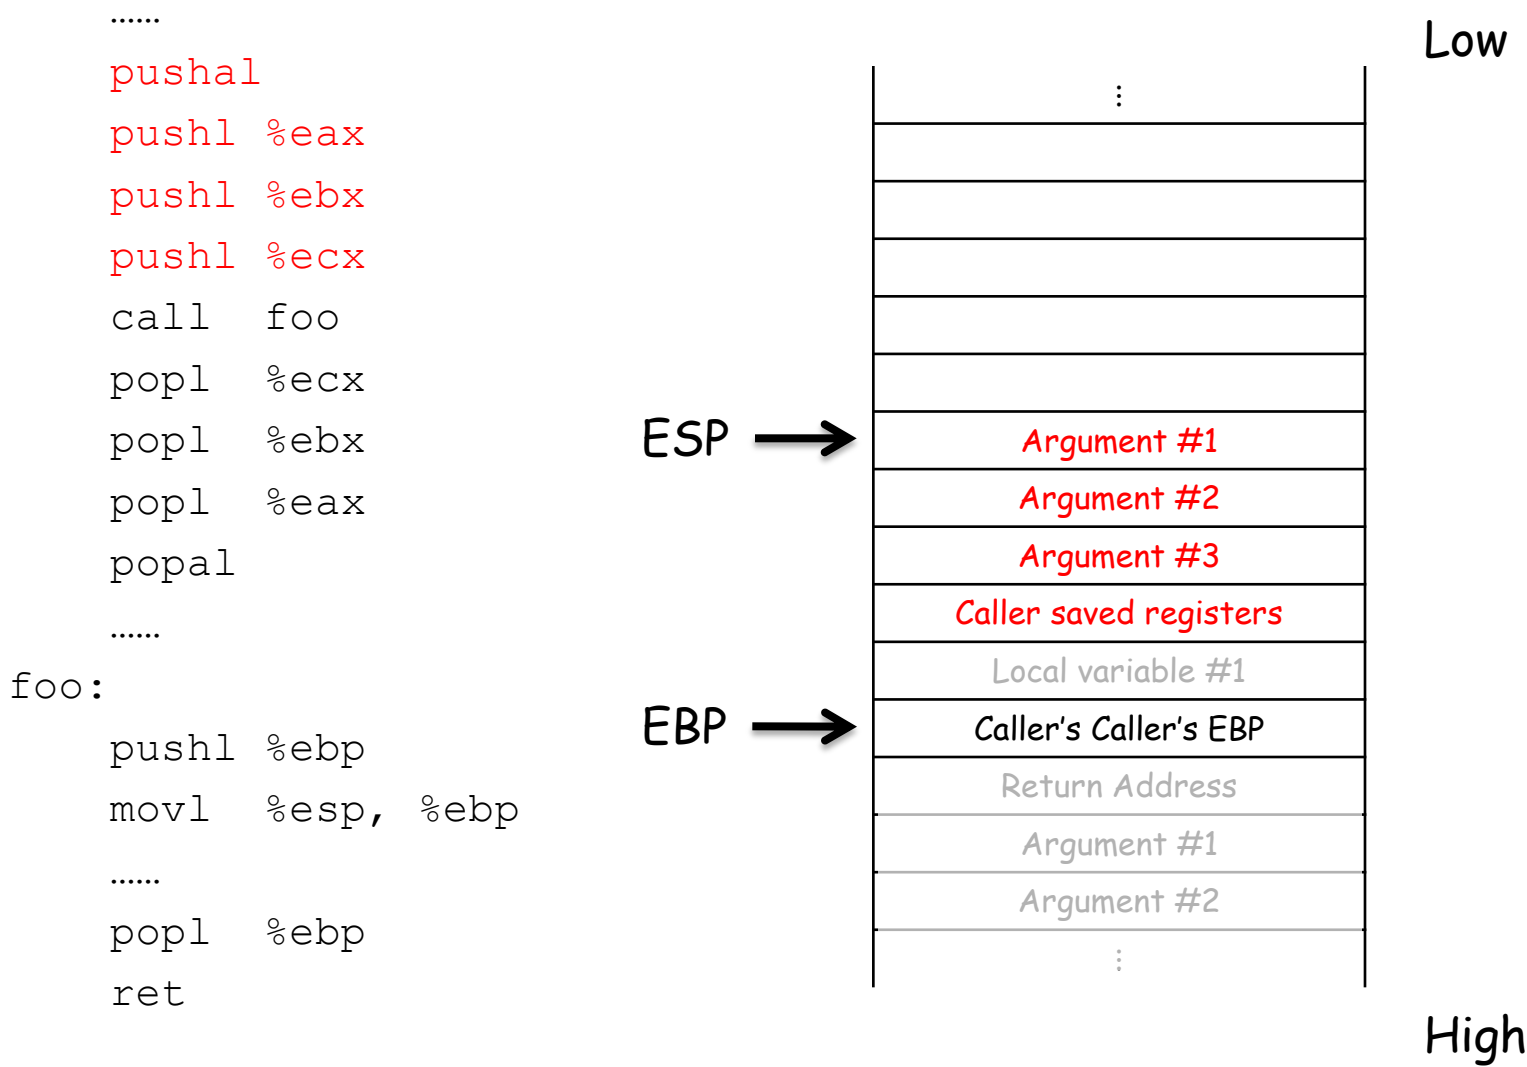 ……
pushal
pushl %eax
pushl %ebx
pushl %ecx
call foo
popl %ecx
popl %ebx
popl %eax
popal
……
foo:
pushl %ebp
movl %esp, %ebp
……
popl %ebp
ret
Low
⋮
ESP
Argument #1
Argument #2
Argument #3
Caller saved registers
Local variable #1
EBP
Caller’s Caller’s EBP
Return Address
Argument #1
Argument #2
⋮
High